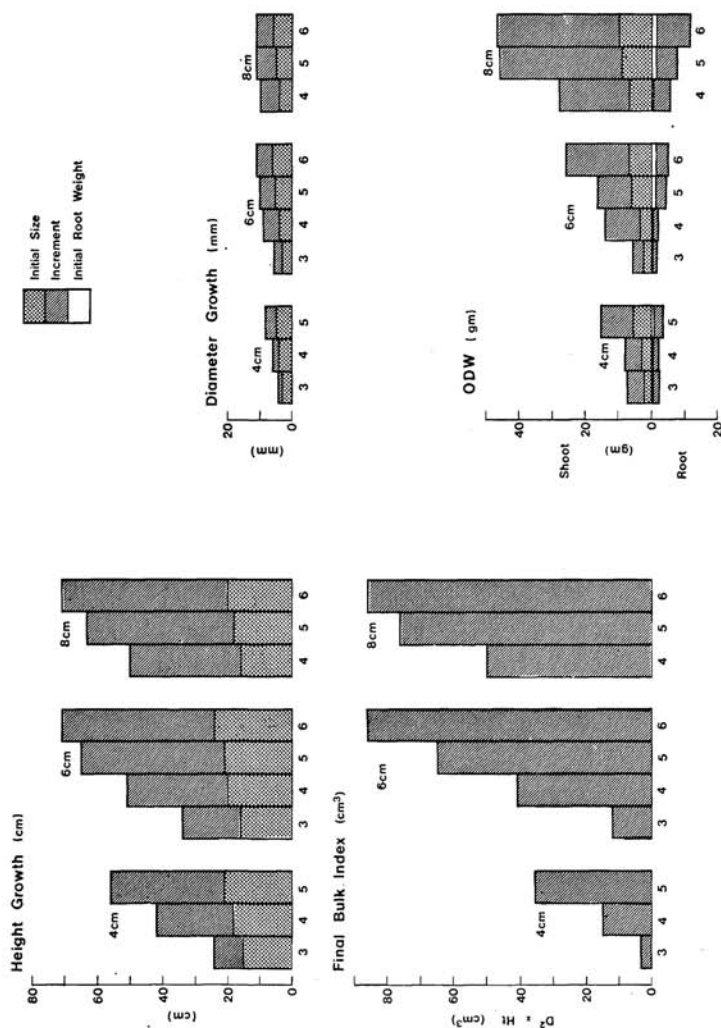 Initial Size
Increment
Initial Root Weight
Height Growth (cm)
80
60
40
20
0
(cm)
4cm
3 4 5
6cm
3 4 5 6
8cm
4 5 6
Diameter Growth (mm)
20
0
(mm)
4cm
3 4 5
6cm
3 4 5 6
8cm
4 5 6
Final Bulk. Index (cm³)
80
60
40
20
0
D² x Ht (cm³)
4cm
3 4 5
6cm
3 4 5 6
8cm
4 5 6
ODW (gm)
40
20
0
20
Shoot
(gm)
Root
4cm
3 4 5
6cm
3 4 5 6
8cm
4 5 6